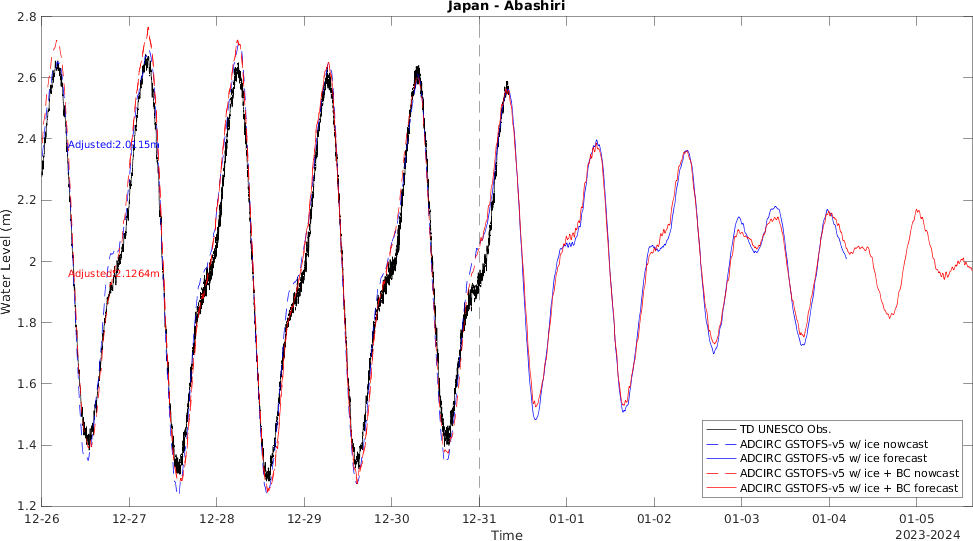 Japan - Abashiri
Water Level (m)
2.8
2.6
2.4
2.2
2
1.8
1.6
1.4
1.2
Adjusted:2.0115m
Adjusted:2.1264m
TD UNESCO Obs.
ADCIRC GSTOFS-v5 w/ ice nowcast
ADCIRC GSTOFS-v5 w/ ice forecast
ADCIRC GSTOFS-v5 w/ ice + BC nowcast
ADCIRC GSTOFS-v5 w/ ice + BC forecast
12-26 12-27 12-28 12-29 12-30 12-31 01-01 01-02 01-03 01-04 01-05
Time
2023-2024